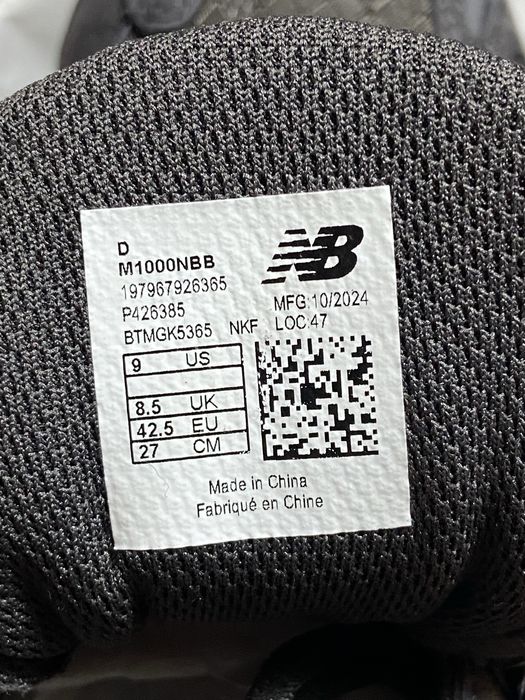 D
M1000NBB
NB
197967926365
P426385
MFG:10/2024
BTMGK5365 NKF LOC:47
9 US
8.5 UK
42.5 EU
27 CM
Made in China
Fabriqué en Chine